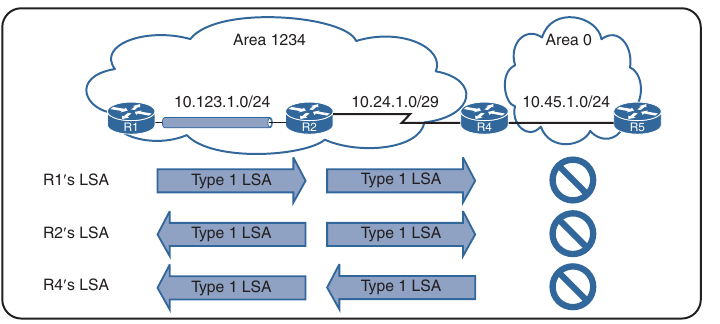 Area 1234
Area 0
10.123.1.0/24
10.24.1.0/29
10.45.1.0/24
R1
R2
R4
R5
R1's LSA
Type 1 LSA
Type 1 LSA
R2's LSA
Type 1 LSA
Type 1 LSA
R4's LSA
Type 1 LSA
Type 1 LSA